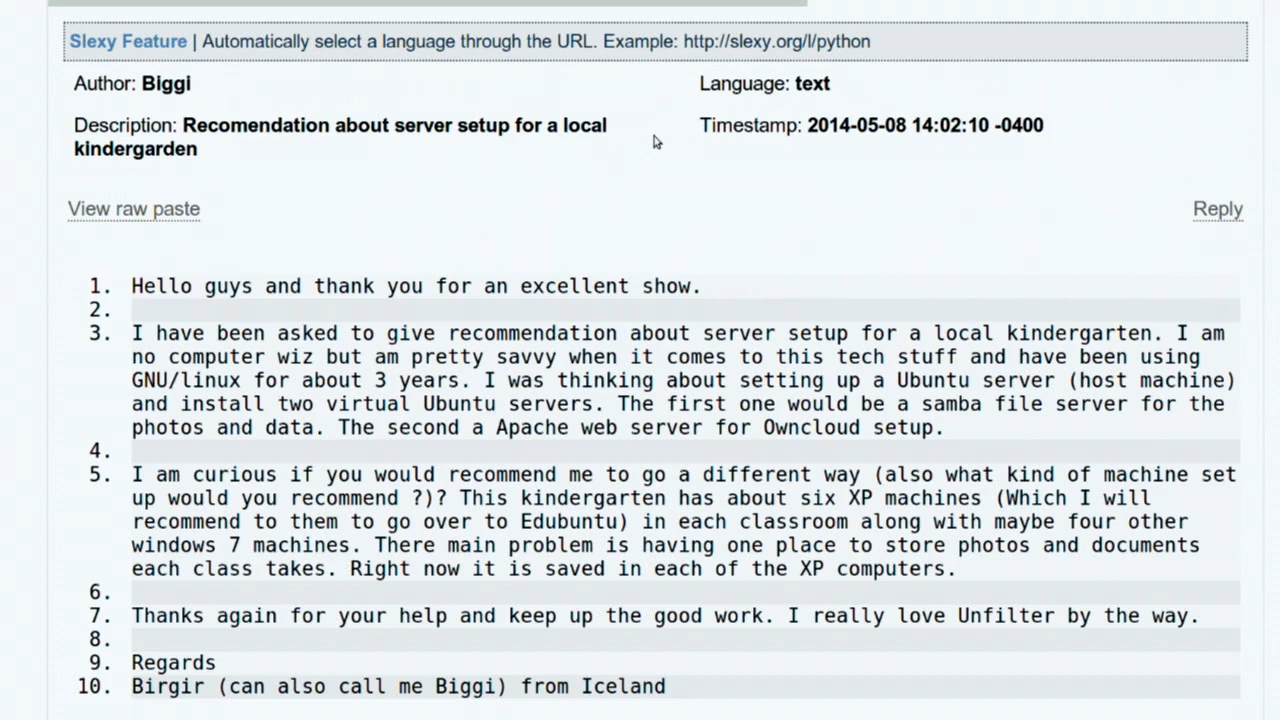 Slexy Feature | Automatically select a language through the URL. Example: http://slexy.org/l/python
Author: Biggi
Language: text
Description: Recomendation about server setup for a local
kindergarden
Timestamp: 2014-05-08 14:02:10 -0400
View raw paste
Reply
1. Hello guys and thank you for an excellent show.
2.
3. I have been asked to give recommendation about server setup for a local kindergarten. I am
no computer wiz but am pretty savvy when it comes to this tech stuff and have been using
GNU/linux for about 3 years. I was thinking about setting up a Ubuntu server (host machine)
and install two virtual Ubuntu servers. The first one would be a samba file server for the
photos and data. The second a Apache web server for Owncloud setup.
4.
5. I am curious if you would recommend me to go a different way (also what kind of machine set
up would you recommend ?)? This kindergarten has about six XP machines (Which I will
recommend to them to go over to Edubuntu) in each classroom along with maybe four other
windows 7 machines. There main problem is having one place to store photos and documents
each class takes. Right now it is saved in each of the XP computers.
6.
7. Thanks again for your help and keep up the good work. I really love Unfilter by the way.
8.
9. Regards
10. Birgir (can also call me Biggi) from Iceland